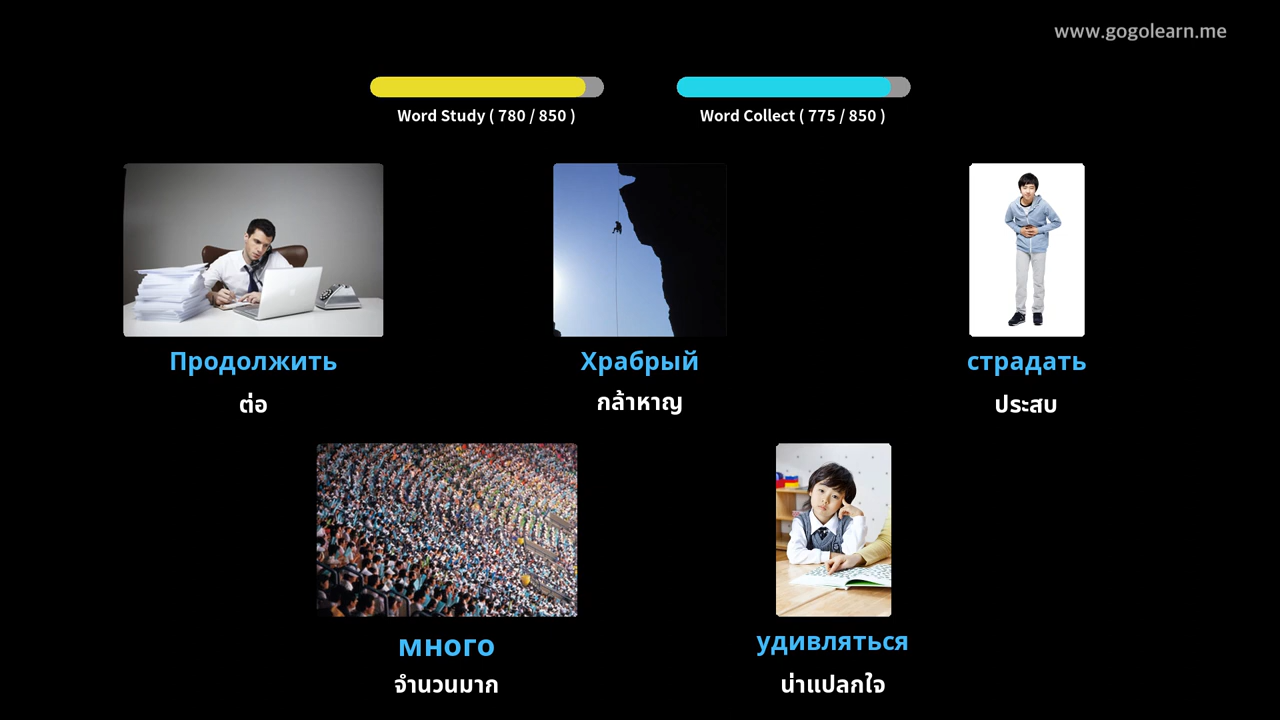 www.gogolearn.me
Word Study ( 780 / 850 )
Word Collect ( 775 / 850 )
Продолжить
Храбрый
страдать
ต่อ
กล้าหาญ
ประสบ
много
удивляться
จำนวนมาก
น่าแปลกใจ